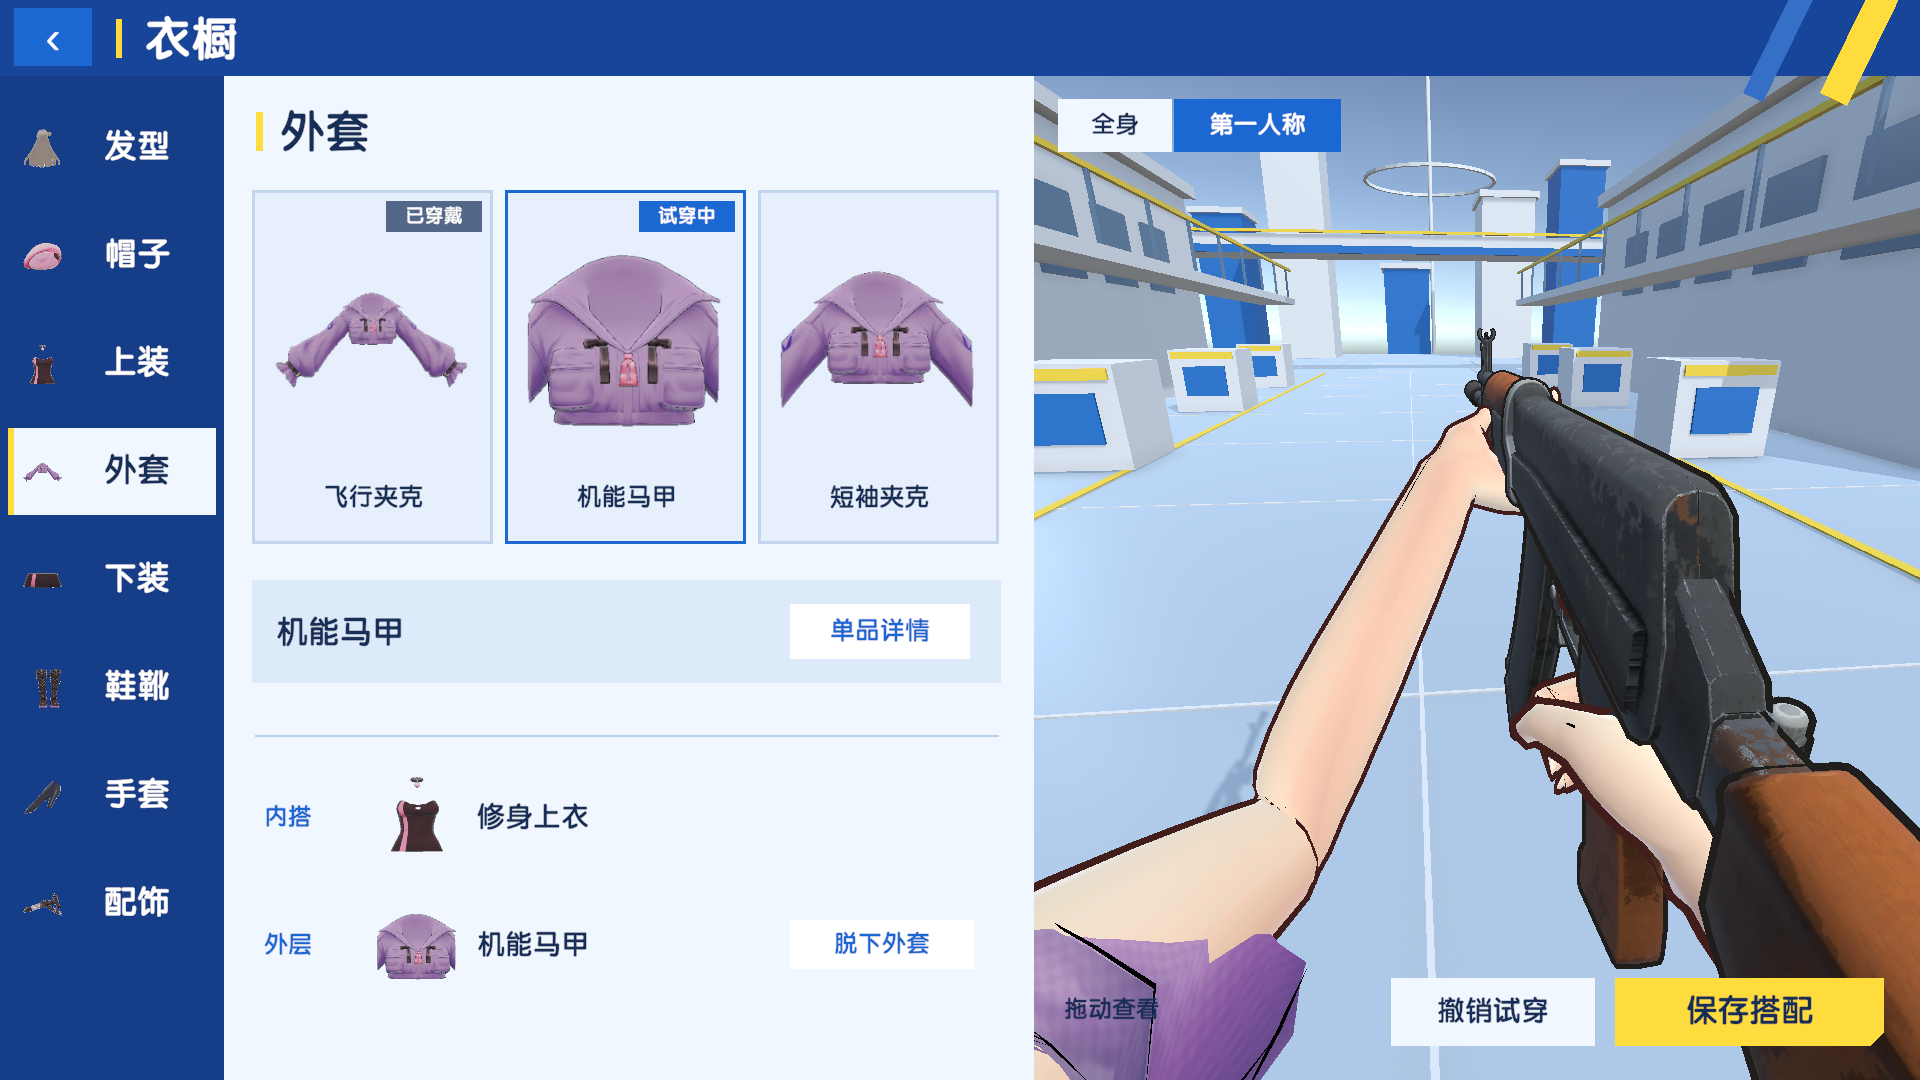 ‹ 衣橱
发型
帽子
上装
外套
下装
鞋靴
手套
配饰
外套
已穿戴
飞行夹克
试穿中
机能马甲
短袖夹克
机能马甲
单品详情
内搭
修身上衣
外层
机能马甲
脱下外套
全身
第一人称
拖动查看
撤销试穿
保存搭配